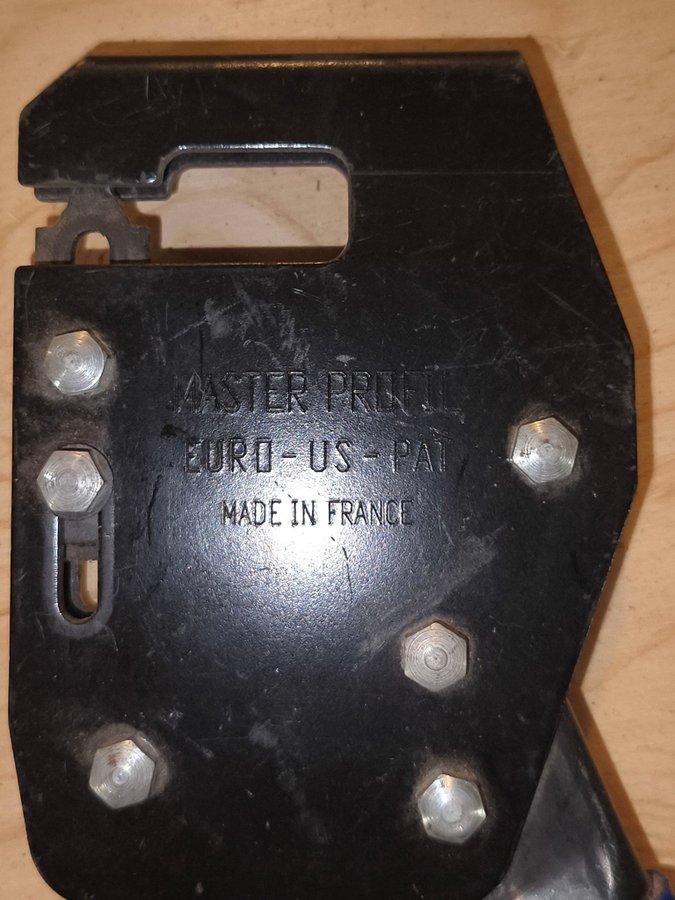 MASTER PROFIL
EURO - US - PAT
MADE IN FRANCE